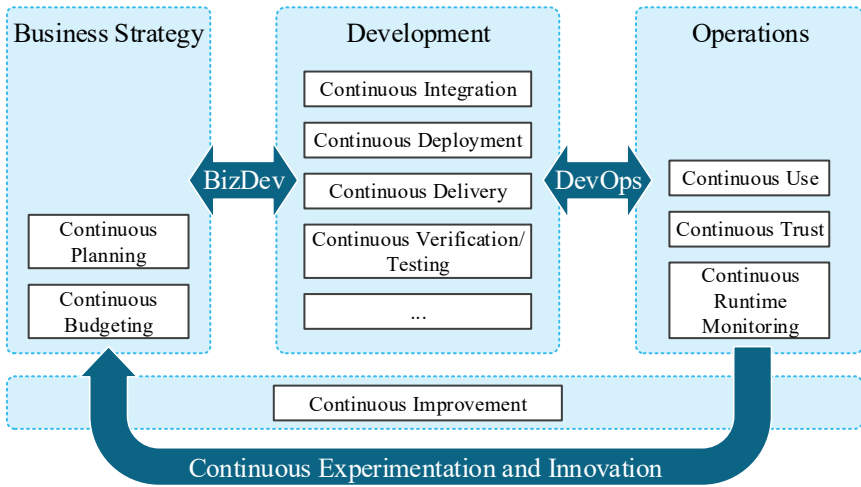 Business Strategy
Continuous
Planning
Continuous
Budgeting
BizDev
Development
Continuous Integration
Continuous Deployment
Continuous Delivery
Continuous Verification/
Testing
...
DevOps
Operations
Continuous Use
Continuous Trust
Continuous
Runtime
Monitoring
Continuous Improvement
Continuous Experimentation and Innovation